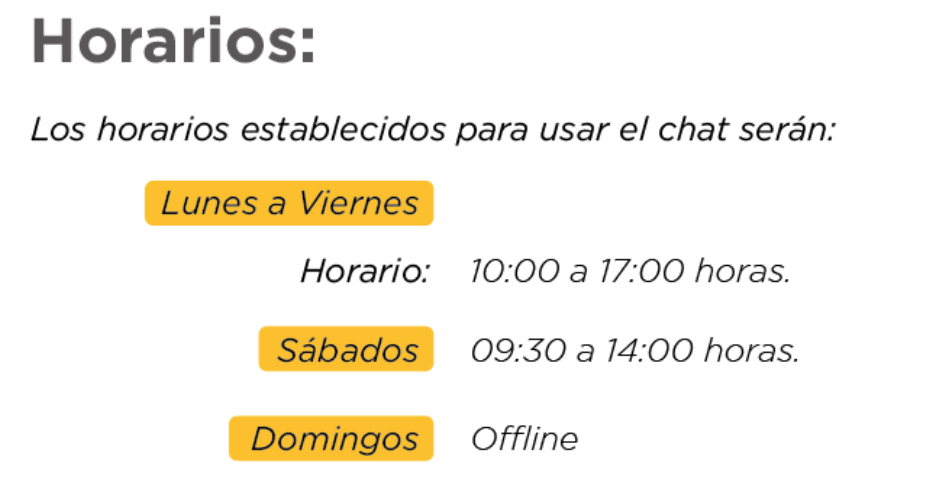 Horarios:
Los horarios establecidos para usar el chat serán:
Lunes a Viernes
Horario: 10:00 a 17:00 horas.
Sábados 09:30 a 14:00 horas.
Domingos Offline